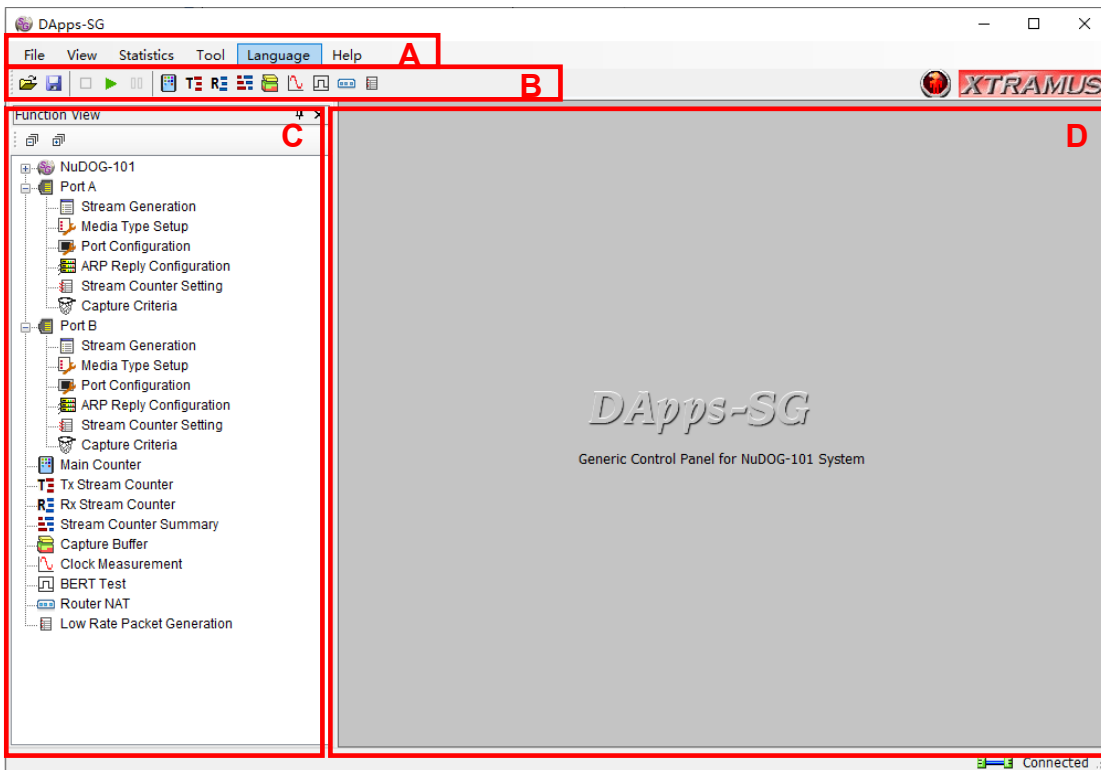 DApps-SG
File View Statistics Tool Language Help
A
B
XTRAMUS
Function View
C
D
NuDOG-101
Port A
Stream Generation
Media Type Setup
Port Configuration
ARP Reply Configuration
Stream Counter Setting
Capture Criteria
Port B
Stream Generation
Media Type Setup
Port Configuration
ARP Reply Configuration
Stream Counter Setting
Capture Criteria
Main Counter
T Tx Stream Counter
R Rx Stream Counter
Stream Counter Summary
Capture Buffer
Clock Measurement
BERT Test
Router NAT
Low Rate Packet Generation
DApps-SG
Generic Control Panel for NuDOG-101 System
Connected